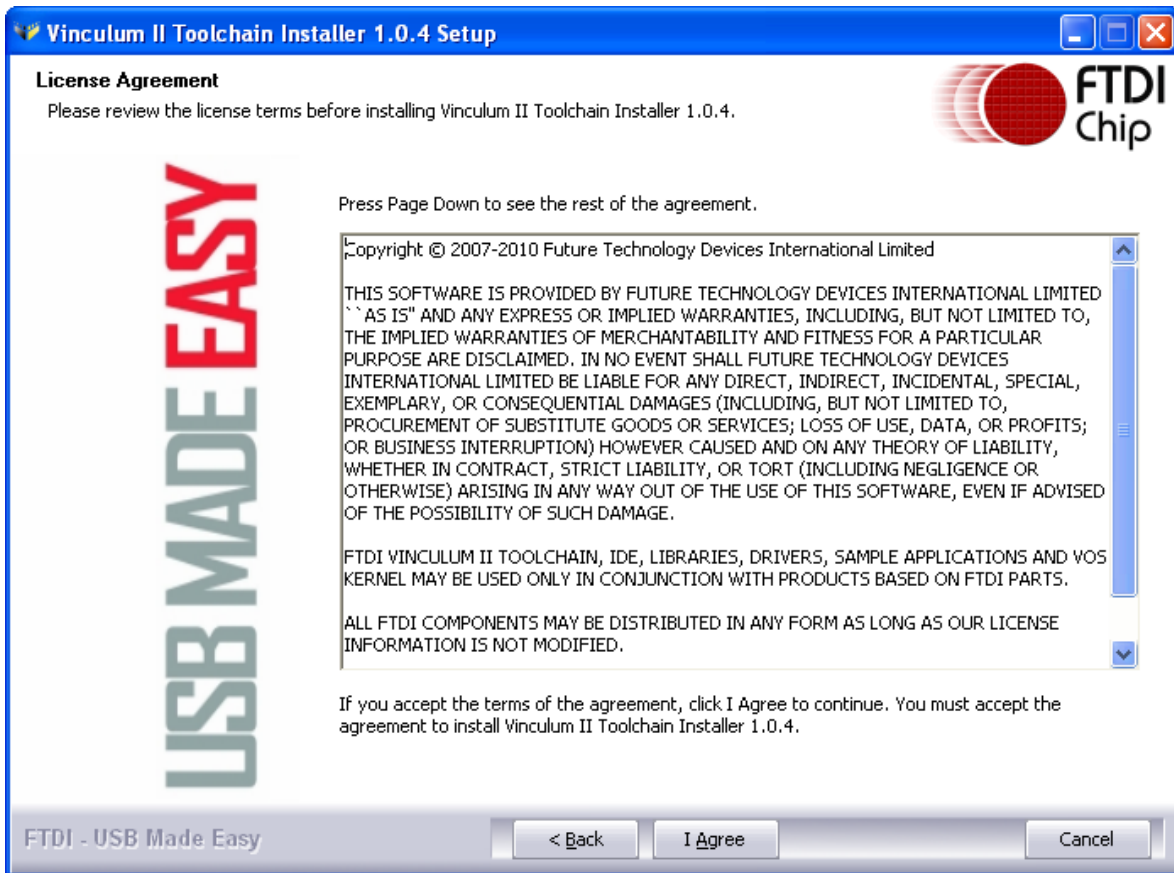 Vinculum II Toolchain Installer 1.0.4 Setup
License Agreement
Please review the license terms before installing Vinculum II Toolchain Installer 1.0.4.
FTDI
Chip
USB MADE EASY
Press Page Down to see the rest of the agreement.
Copyright © 2007-2010 Future Technology Devices International Limited
THIS SOFTWARE IS PROVIDED BY FUTURE TECHNOLOGY DEVICES INTERNATIONAL LIMITED
``AS IS'' AND ANY EXPRESS OR IMPLIED WARRANTIES, INCLUDING, BUT NOT LIMITED TO,
THE IMPLIED WARRANTIES OF MERCHANTABILITY AND FITNESS FOR A PARTICULAR
PURPOSE ARE DISCLAIMED. IN NO EVENT SHALL FUTURE TECHNOLOGY DEVICES
INTERNATIONAL LIMITED BE LIABLE FOR ANY DIRECT, INDIRECT, INCIDENTAL, SPECIAL,
EXEMPLARY, OR CONSEQUENTIAL DAMAGES (INCLUDING, BUT NOT LIMITED TO,
PROCUREMENT OF SUBSTITUTE GOODS OR SERVICES; LOSS OF USE, DATA, OR PROFITS;
OR BUSINESS INTERRUPTION) HOWEVER CAUSED AND ON ANY THEORY OF LIABILITY,
WHETHER IN CONTRACT, STRICT LIABILITY, OR TORT (INCLUDING NEGLIGENCE OR
OTHERWISE) ARISING IN ANY WAY OUT OF THE USE OF THIS SOFTWARE, EVEN IF ADVISED
OF THE POSSIBILITY OF SUCH DAMAGE.
FTDI VINCULUM II TOOLCHAIN, IDE, LIBRARIES, DRIVERS, SAMPLE APPLICATIONS AND VOS
KERNEL MAY BE USED ONLY IN CONJUNCTION WITH PRODUCTS BASED ON FTDI PARTS.
ALL FTDI COMPONENTS MAY BE DISTRIBUTED IN ANY FORM AS LONG AS OUR LICENSE
INFORMATION IS NOT MODIFIED.
If you accept the terms of the agreement, click I Agree to continue. You must accept the
agreement to install Vinculum II Toolchain Installer 1.0.4.
FTDI - USB Made Easy
< Back
I Agree
Cancel